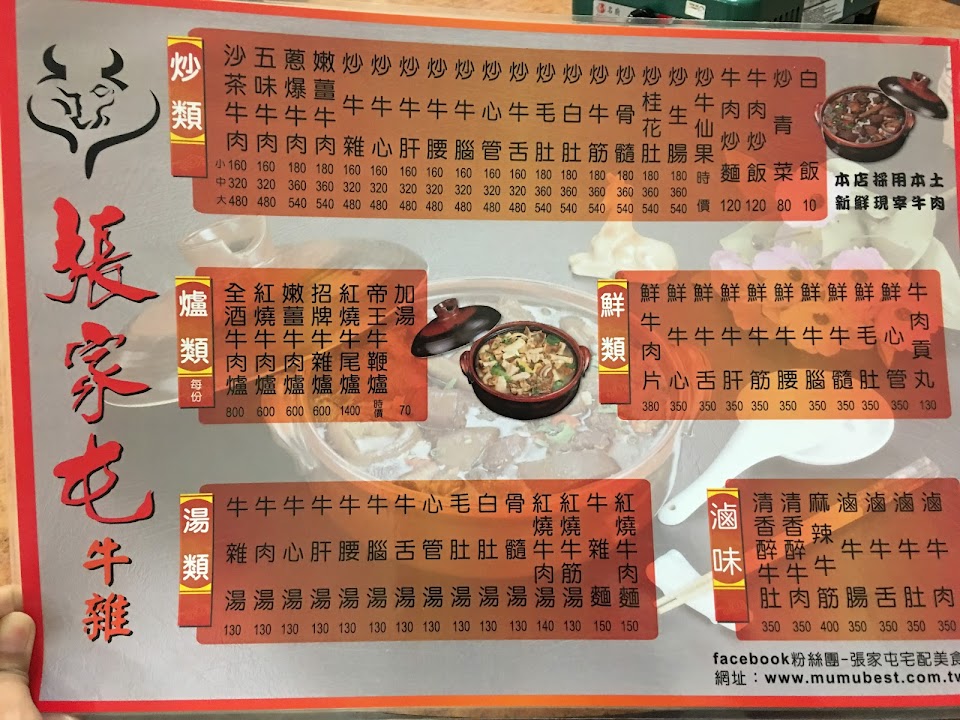 張家屯牛雜
炒類
小 中 大
沙茶牛肉 160 320 480
五味牛肉 160 320 480
蔥爆牛肉 180 360 480
嫩薑牛肉 180 360 480
炒牛雜 160 320 480
炒牛心 160 320 480
炒牛肝 160 320 480
炒牛腰 160 320 480
炒牛腦 160 320 480
炒心管 160 320 480
炒牛舌 160 320 480
炒毛肚 180 360 540
炒白肚 180 360 540
炒牛筋 180 360 540
炒骨髓 180 360 540
炒桂花肚 180 360 540
炒生腸 180 360 540
炒牛仙果 時價
牛肉炒麵 120
牛肉炒飯 120
炒青菜 80
白飯 10
本店採用本土
新鮮現宰牛肉
爐類
每份
全酒牛肉爐 800
紅燒牛肉爐 600
嫩薑牛肉爐 600
招牌牛雜爐 600
紅燒牛尾爐 1400
帝王牛鞭爐 時價
加湯 70
鮮類
鮮牛肉片 380
鮮牛心 350
鮮牛舌 350
鮮牛肝 350
鮮牛筋 350
鮮牛腰 350
鮮牛腦 350
鮮牛髓 350
鮮毛肚 350
鮮心管 350
牛肉貢丸 130
湯類
牛雜湯 130
牛肉湯 130
牛心湯 130
牛肝湯 130
牛腰湯 130
牛腦湯 130
牛舌湯 130
心管湯 130
毛肚湯 130
白肚湯 130
骨髓湯 130
紅燒牛肉湯 140
紅燒牛筋湯 130
牛雜麵 150
紅燒牛肉麵 150
滷味
清香醉牛肚 350
清香醉牛肉 350
麻辣牛筋 400
滷牛腸 350
滷牛舌 350
滷牛肚 350
滷牛肉 350
facebook粉絲團-張家屯宅配美食
網址：www.mumubest.com.tw